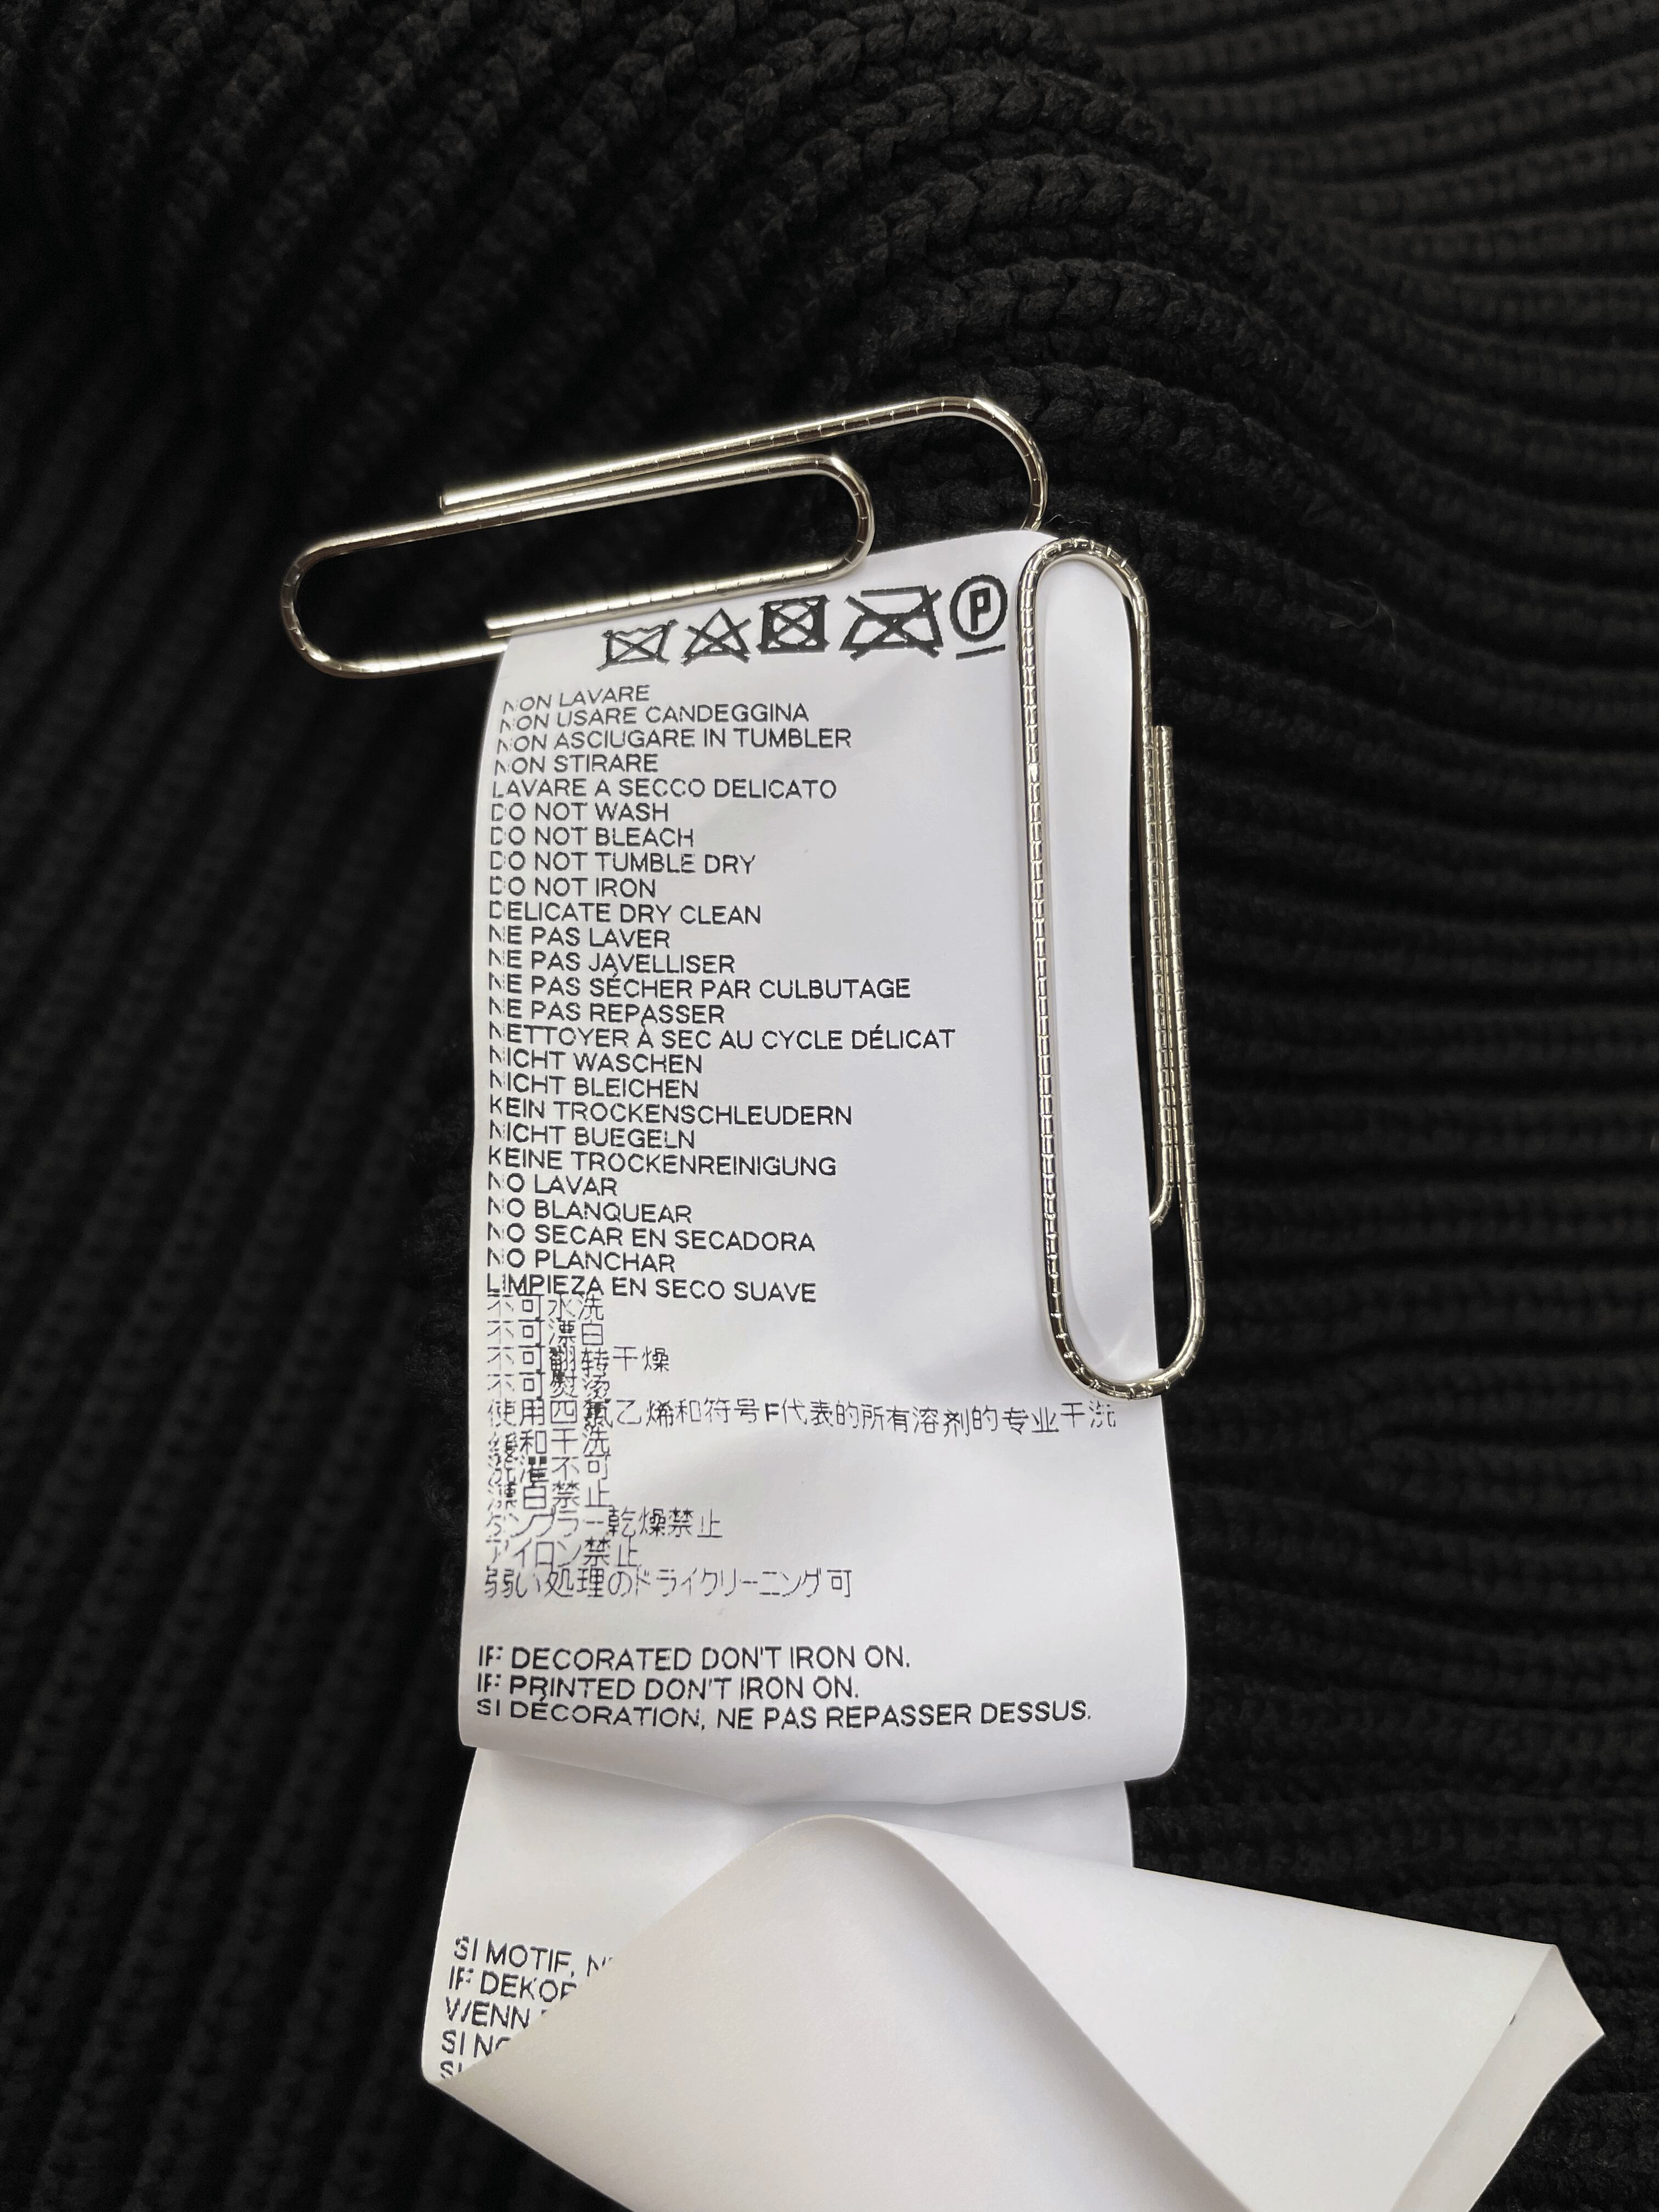 P
NON LAVARE
NON USARE CANDEGGINA
NON ASCIUGARE IN TUMBLER
NON STIRARE
LAVARE A SECCO DELICATO
DO NOT WASH
DO NOT BLEACH
DO NOT TUMBLE DRY
DO NOT IRON
DELICATE DRY CLEAN
NE PAS LAVER
NE PAS JAVELLISER
NE PAS SÉCHER PAR CULBUTAGE
NE PAS REPASSER
NETTOYER À SEC AU CYCLE DÉLICAT
NICHT WASCHEN
NICHT BLEICHEN
KEIN TROCKENSCHLEUDERN
NICHT BUEGELN
KEINE TROCKENREINIGUNG
NO LAVAR
NO BLANQUEAR
NO SECAR EN SECADORA
NO PLANCHAR
LIMPIEZA EN SECO SUAVE
不可水洗
不可漂白
不可翻转干燥
不可熨烫
使用四氯乙烯和符号F代表的所有溶剂的专业干洗
缓和干洗
洗濯不可
漂白禁止
タンブラー乾燥禁止
アイロン禁止
弱い処理のドライクリーニング可
IF DECORATED DON'T IRON ON.
IF PRINTED DON'T IRON ON.
SI DÉCORATION, NE PAS REPASSER DESSUS.
SI MOTIF,
IF
WENN
SI
SI